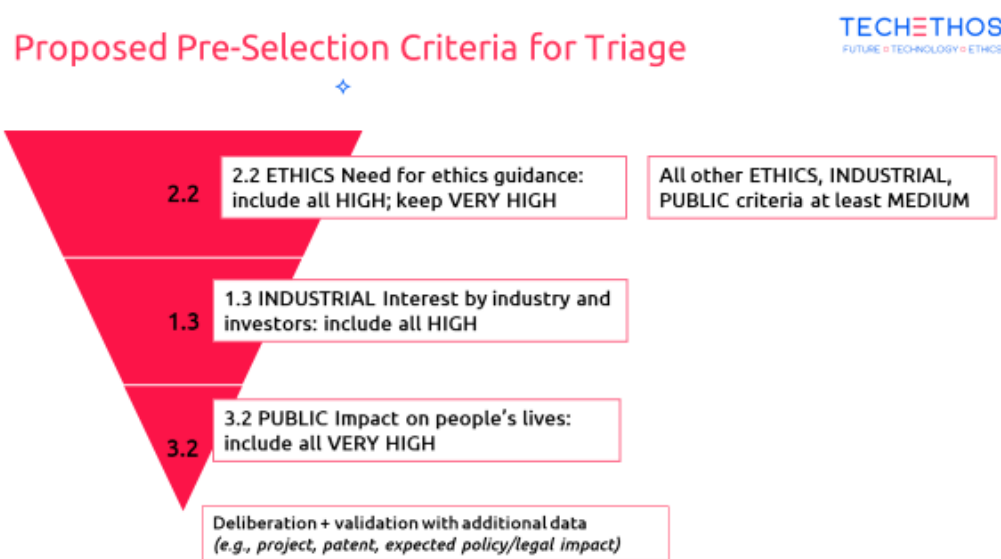 Proposed Pre-Selection Criteria for Triage
TECHETHOS
FUTURE TECHNOLOGY ETHICS
2.2
2.2 ETHICS Need for ethics guidance:
include all HIGH; keep VERY HIGH
All other ETHICS, INDUSTRIAL,
PUBLIC criteria at least MEDIUM
1.3
1.3 INDUSTRIAL Interest by industry and
investors: include all HIGH
3.2
3.2 PUBLIC Impact on people's lives:
include all VERY HIGH
Deliberation + validation with additional data
(e.g., project, patent, expected policy/legal impact)